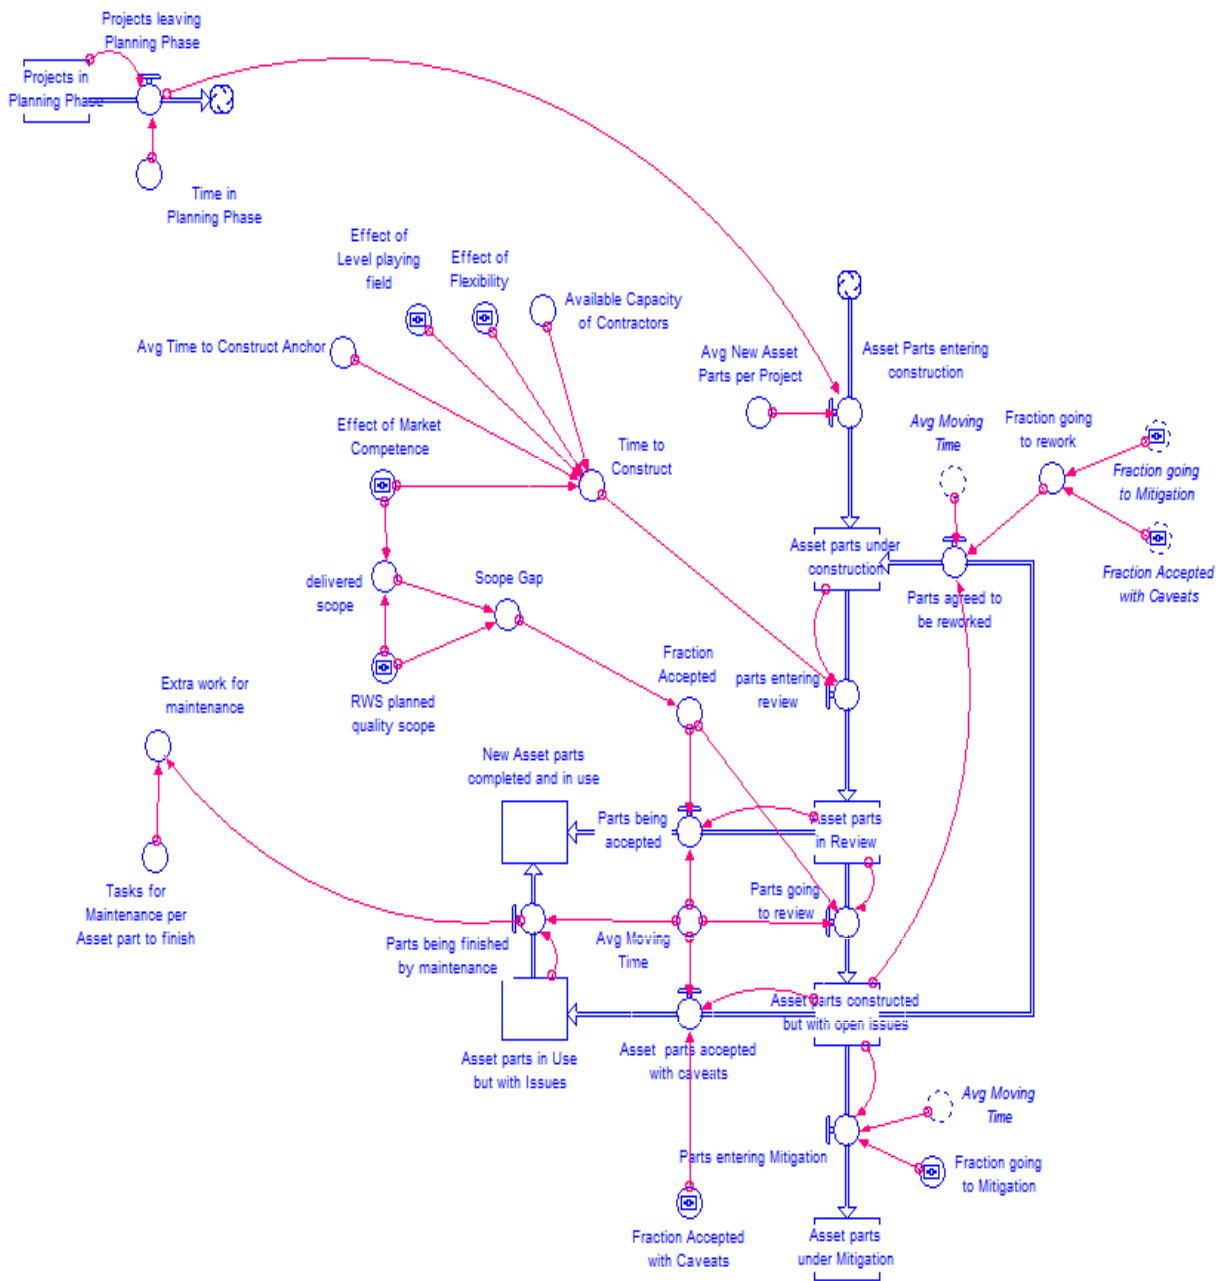 Projects leaving
Planning Phase
Projects in
Planning Phase
Time in
Planning Phase
Effect of
Level playing
field
Effect of
Flexibility
Available Capacity
of Contractors
Avg Time to Construct Anchor
Avg New Asset
Parts per Project
Asset Parts entering
construction
Effect of Market
Competence
Time to
Construct
Avg Moving
Time
Fraction going
to rework
Fraction going
to Mitigation
Asset parts under
construction
Fraction Accepted
with Caveats
delivered
scope
Scope Gap
Parts agreed to
be reworked
Fraction
Accepted
parts entering
review
Extra work for
maintenance
RWS planned
quality scope
New Asset parts
completed and in use
Parts being
accepted
Asset parts
in Review
Tasks for
Maintenance per
Asset part to finish
Parts going
to review
Parts being finished
by maintenance
Avg Moving
Time
Asset parts constructed
but with open issues
Asset parts in Use
but with Issues
Asset parts accepted
with caveats
Avg Moving
Time
Parts entering Mitigation
Fraction going
to Mitigation
Fraction Accepted
with Caveats
Asset parts
under Mitigation